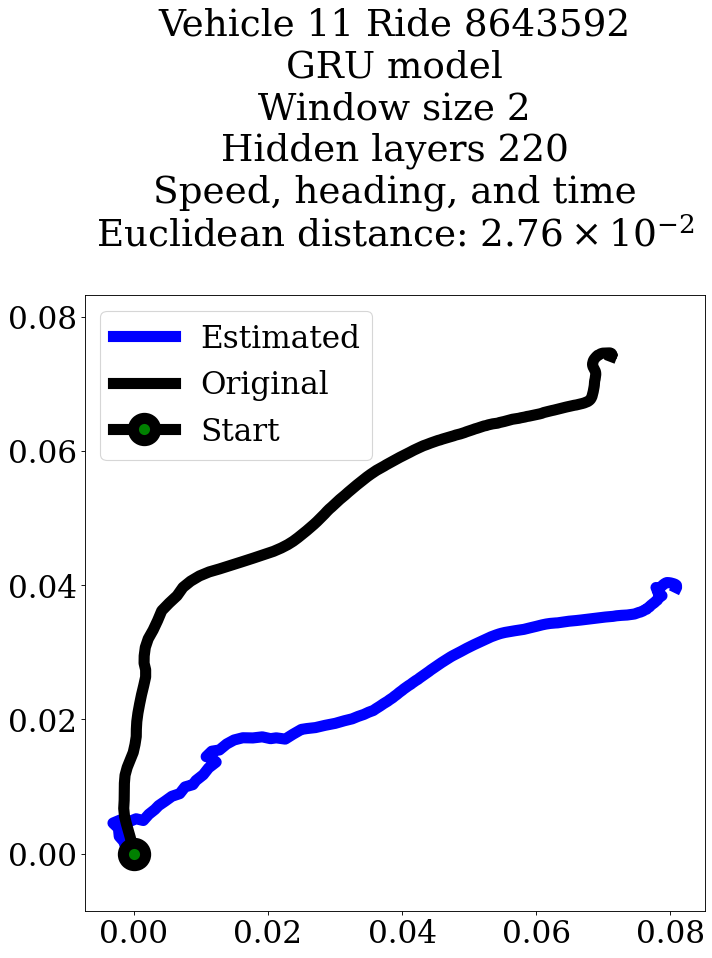 Vehicle 11 Ride 8643592
GRU model
Window size 2
Hidden layers 220
Speed, heading, and time
Euclidean distance: 2.76 × 10⁻²
Estimated
Original
Start
0.08
0.06
0.04
0.02
0.00
0.00 0.02 0.04 0.06 0.08